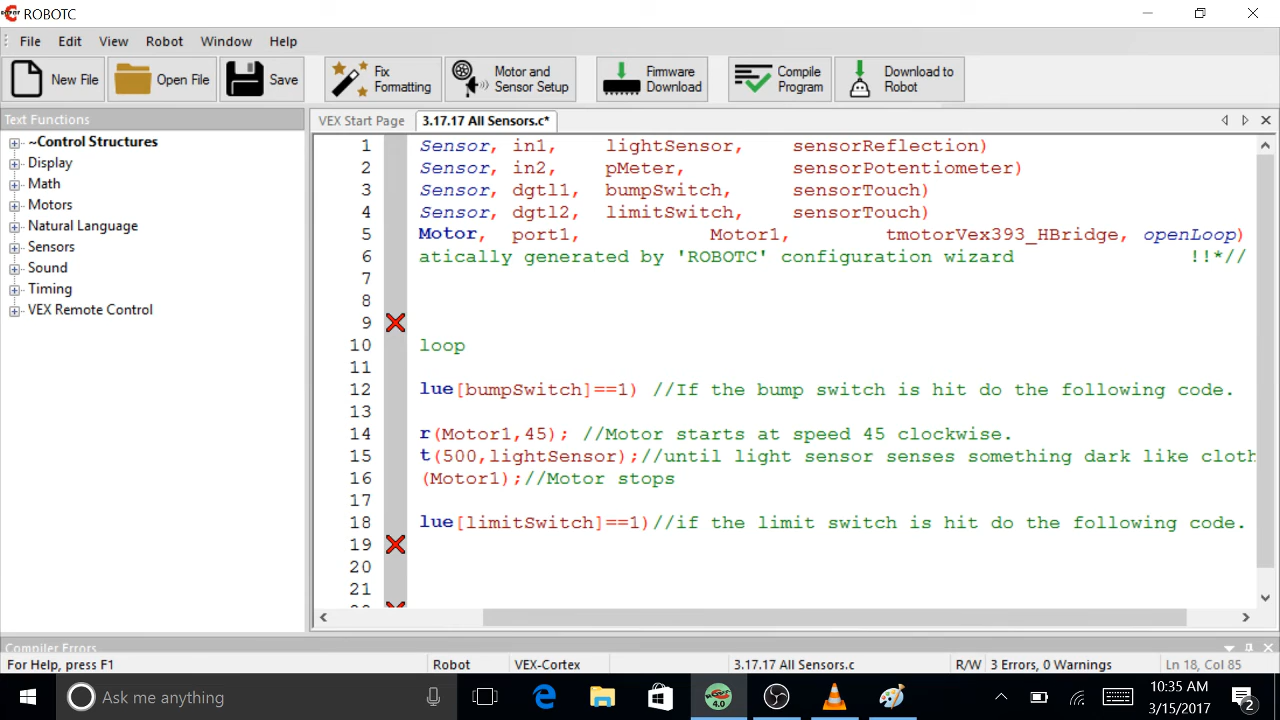 ROBOTC
File Edit View Robot Window Help
New File Open File Save Fix Formatting Motor and Sensor Setup Firmware Download Compile Program Download to Robot
Text Functions
VEX Start Page 3.17.17 All Sensors.c*
~Control Structures
Display
Math
Motors
Natural Language
Sensors
Sound
Timing
VEX Remote Control
1 Sensor, in1, lightSensor, sensorReflection)
2 Sensor, in2, pMeter, sensorPotentiometer)
3 Sensor, dgtl1, bumpSwitch, sensorTouch)
4 Sensor, dgtl2, limitSwitch, sensorTouch)
5 Motor, port1, Motor1, tmotorVex393_HBridge, openLoop)
6 atically generated by 'ROBOTC' configuration wizard !!*//
7
8
9
10 loop
11
12 lue[bumpSwitch]==1) //If the bump switch is hit do the following code.
13
14 r(Motor1,45); //Motor starts at speed 45 clockwise.
15 t(500,lightSensor);//until light sensor senses something dark like cloth
16 (Motor1);//Motor stops
17
18 lue[limitSwitch]==1)//if the limit switch is hit do the following code.
19
20
21
Compiler Errors
For Help, press F1 Robot VEX-Cortex 3.17.17 All Sensors.c R/W 3 Errors, 0 Warnings Ln 18, Col 85
Ask me anything
4.0
10:35 AM
3/15/2017
2